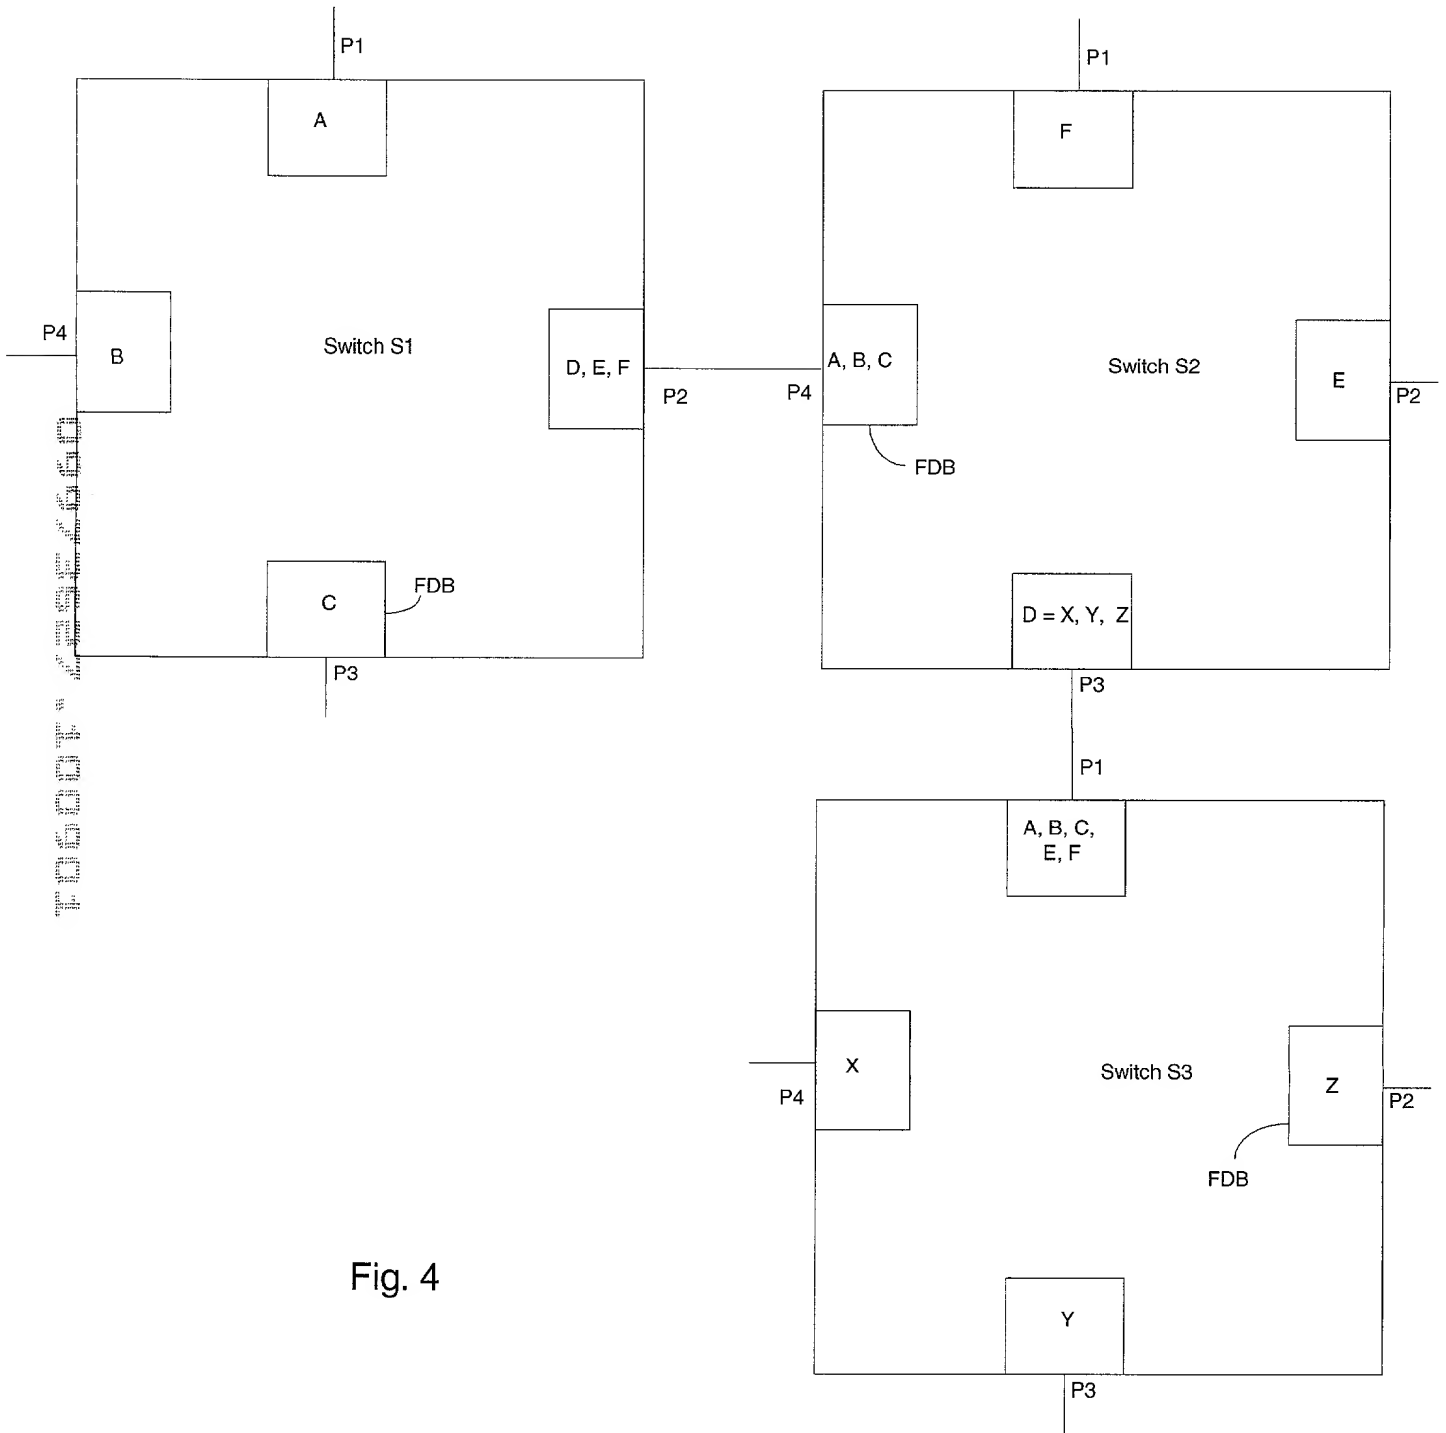 P1
A
P4
B
Switch S1
D, E, F
P2
C
FDB
P3
P1
F
P4
A, B, C
FDB
Switch S2
E
P2
D = X, Y, Z
P3
P1
A, B, C,
E, F
X
P4
Switch S3
Z
P2
FDB
Y
P3
Fig. 4